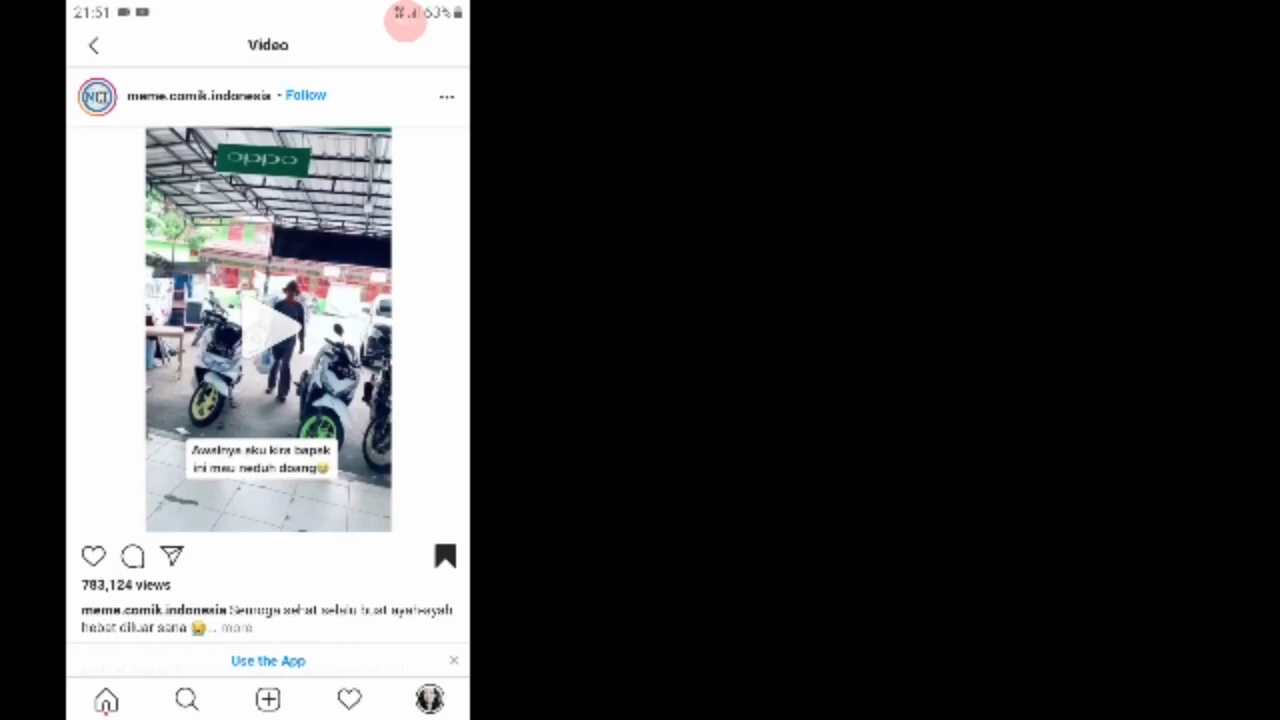 21:51
63%
Video
meme.comik.indonesia • Follow
oppo
Awalnya aku kira bapak
ini mau neduh doang😭
783,124 views
meme.comik.indonesia Semoga sehat selalu buat ayah-ayah
hebat diluar sana 😭... more
Use the App